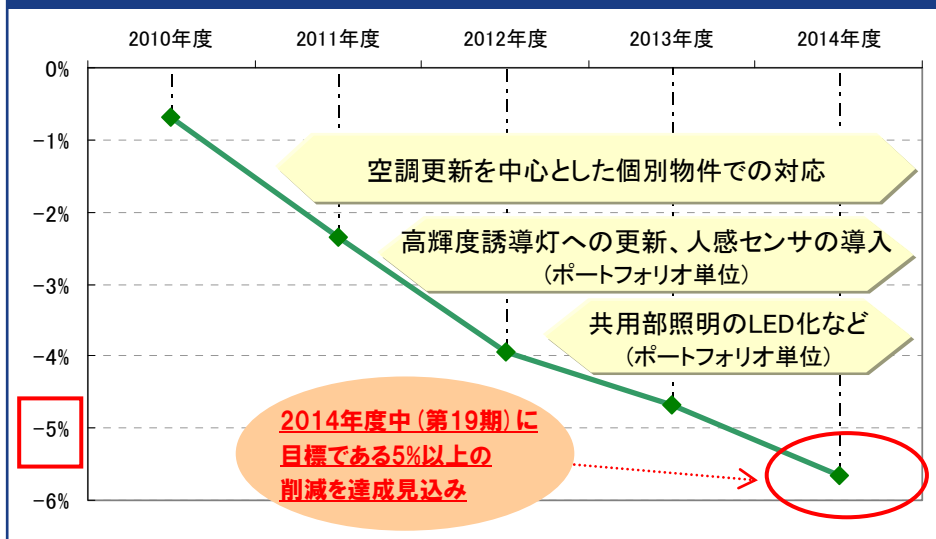 2010年度 2011年度 2012年度 2013年度 2014年度
0%
-1%
-2%
-3%
-4%
-5%
-6%
空調更新を中心とした個別物件での対応
高輝度誘導灯への更新、人感センサの導入
(ポートフォリオ単位)
共用部照明のLED化など
(ポートフォリオ単位)
2014年度中(第19期)に
目標である5%以上の
削減を達成見込み